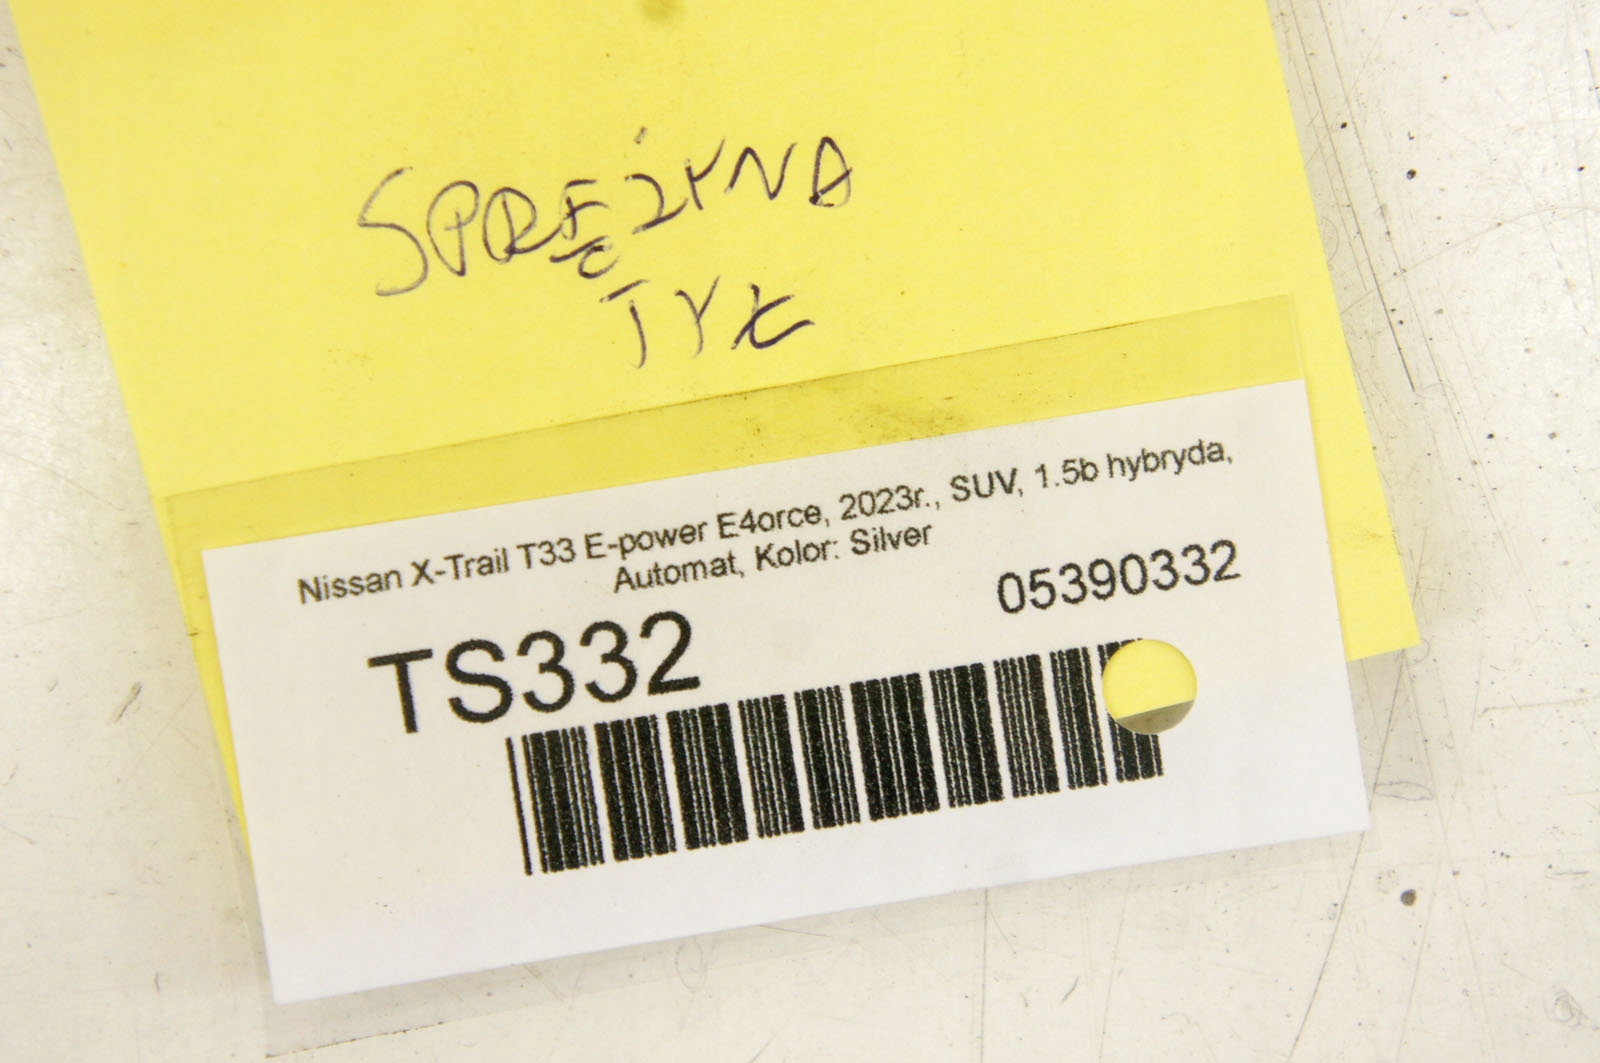 SPRĘŻYNA
TYŁ
Nissan X-Trail T33 E-power E4orce, 2023r., SUV, 1.5b hybryda,
Automat, Kolor: Silver
05390332
TS332